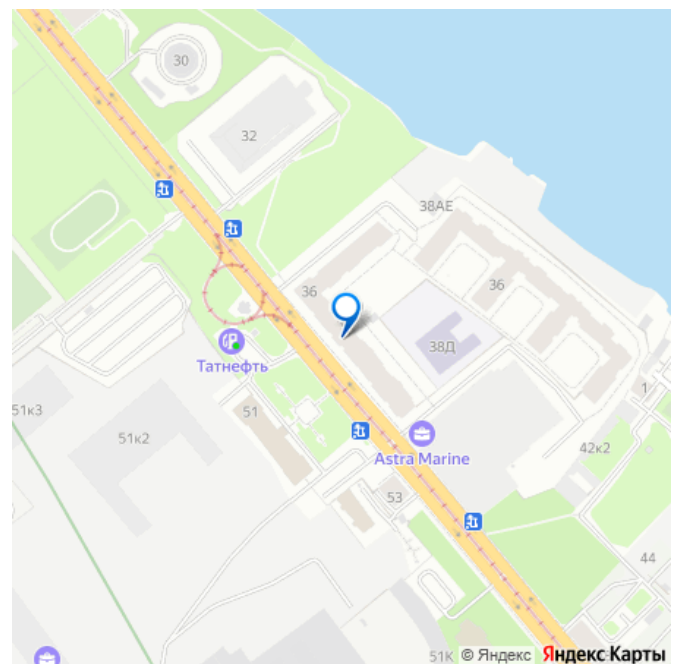 30
32
38АЕ
36
36
38Д
Татнефть
1
51к3
51
51к2
Astra Marine
42к2
53
44
51К
© Яндекс Яндекс Карты